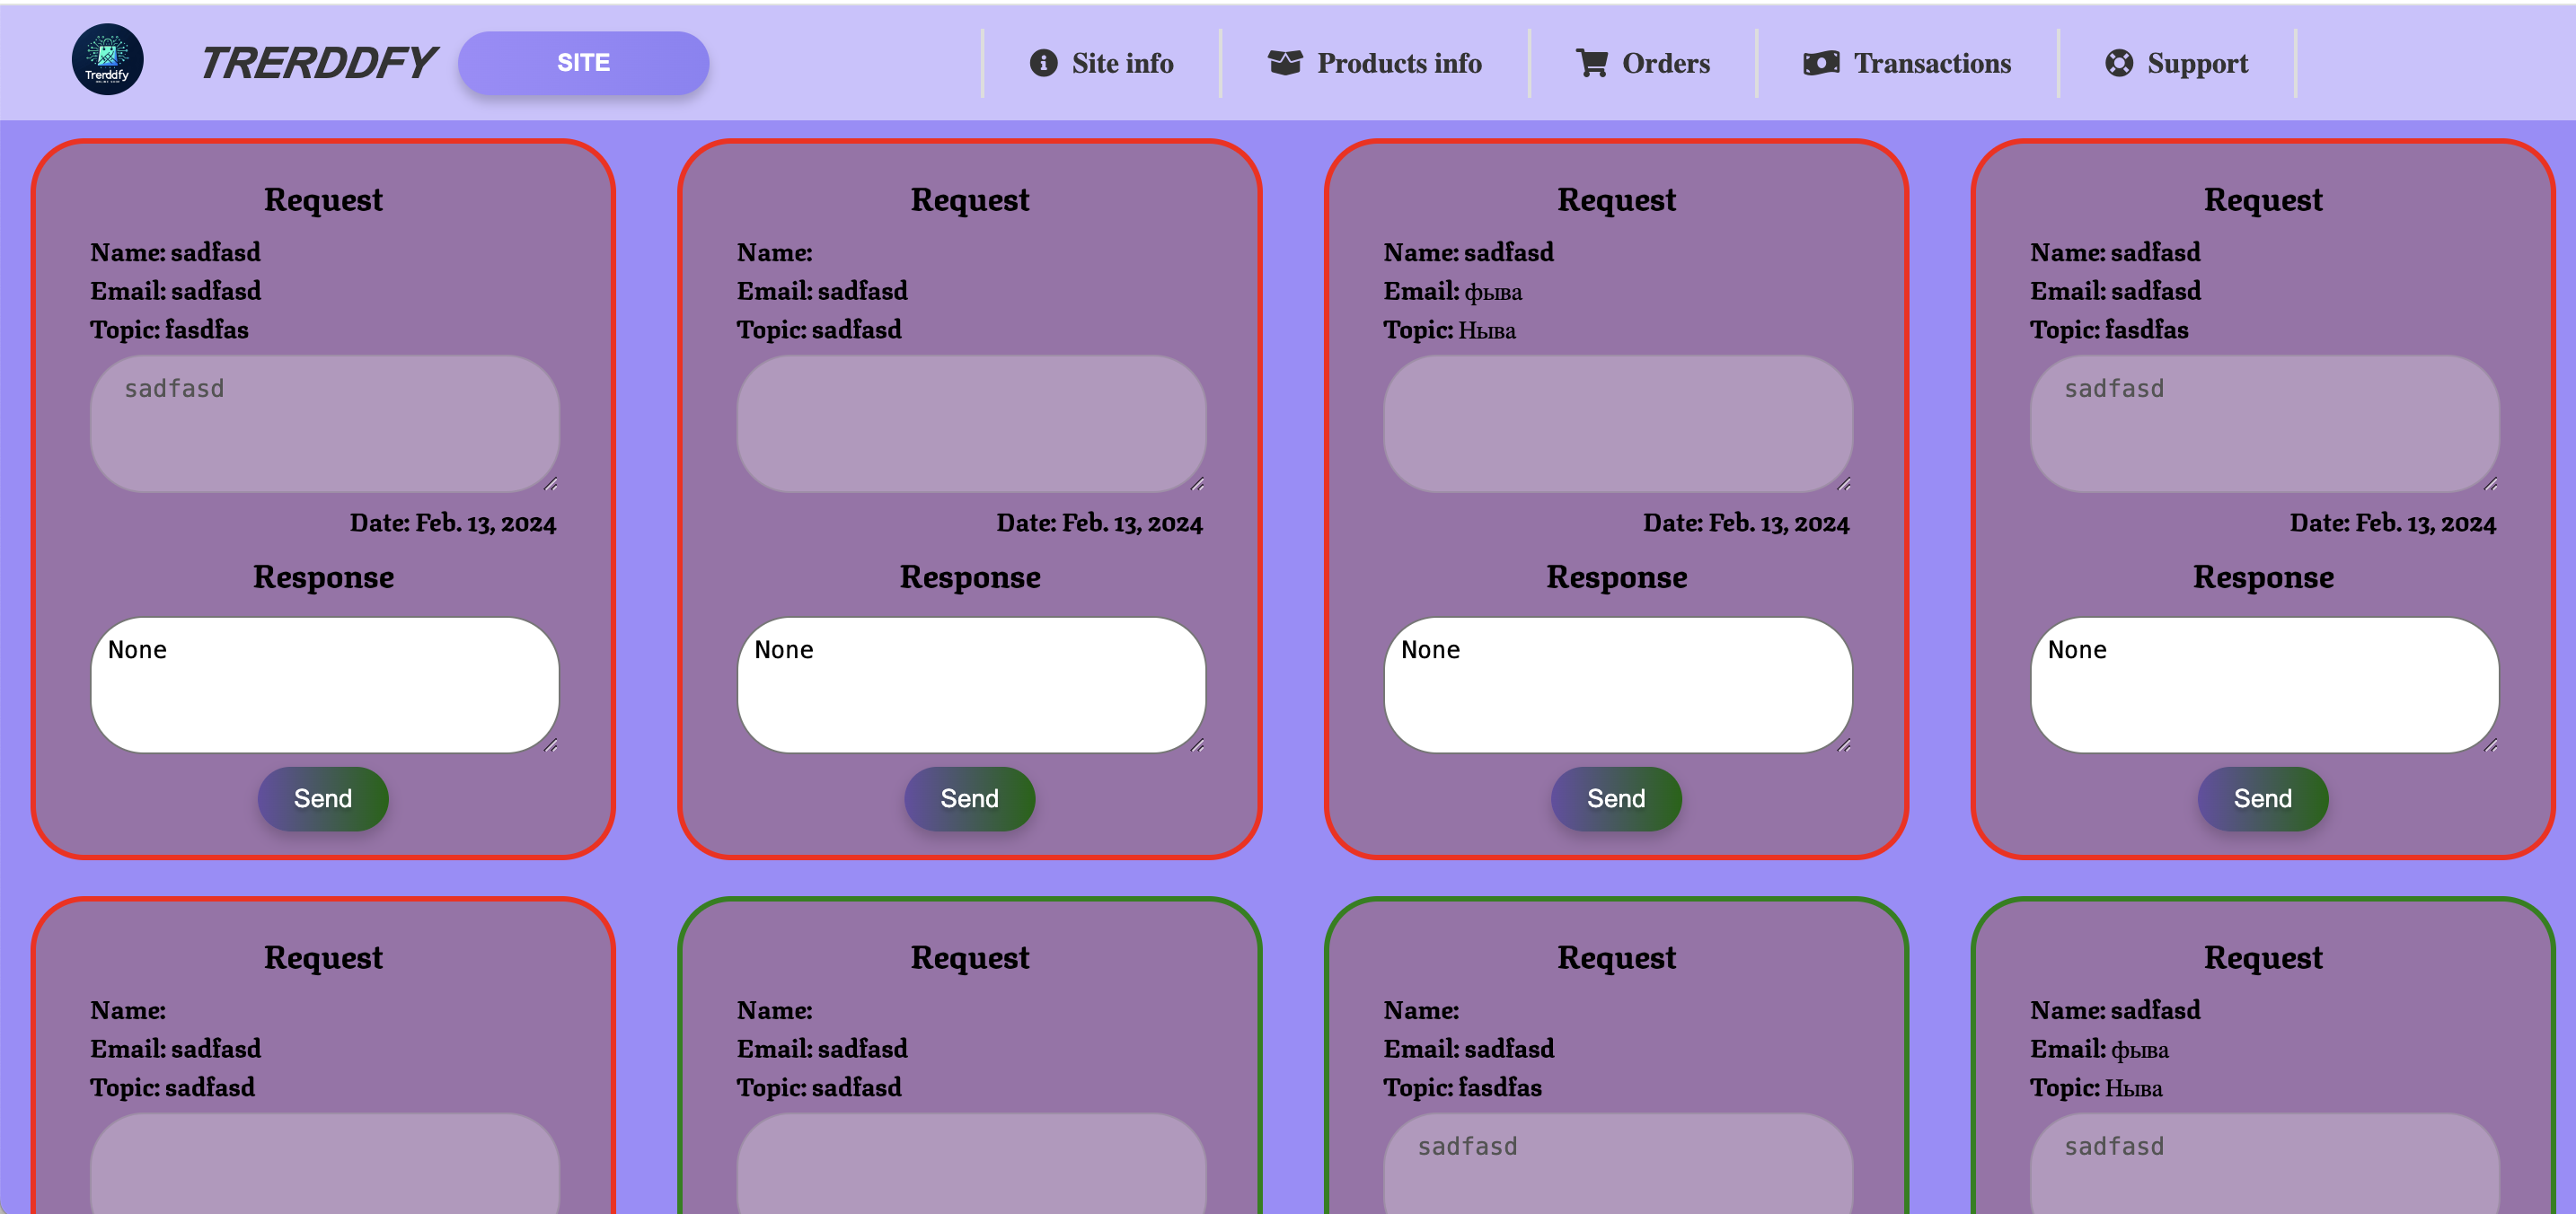 Trerddfy
TRERDDFY
SITE
Site info
Products info
Orders
Transactions
Support
Request
Name: sadfasd
Email: sadfasd
Topic: fasdfas
sadfasd
Date: Feb. 13, 2024
Response
None
Send
Request
Name:
Email: sadfasd
Topic: sadfasd
Date: Feb. 13, 2024
Response
None
Send
Request
Name: sadfasd
Email: фыва
Topic: Ныва
Date: Feb. 13, 2024
Response
None
Send
Request
Name: sadfasd
Email: sadfasd
Topic: fasdfas
sadfasd
Date: Feb. 13, 2024
Response
None
Send
Request
Name:
Email: sadfasd
Topic: sadfasd
Request
Name:
Email: sadfasd
Topic: sadfasd
Request
Name:
Email: sadfasd
Topic: fasdfas
sadfasd
Request
Name: sadfasd
Email: фыва
Topic: Ныва
sadfasd